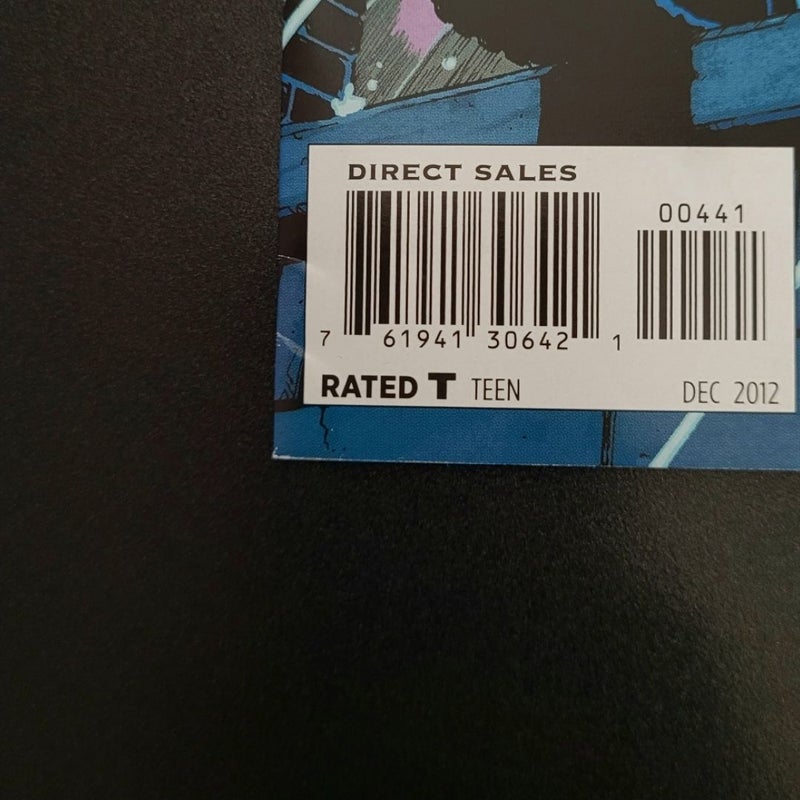 DIRECT SALES
00441
7 61941 30642 1
RATED T TEEN
DEC 2012